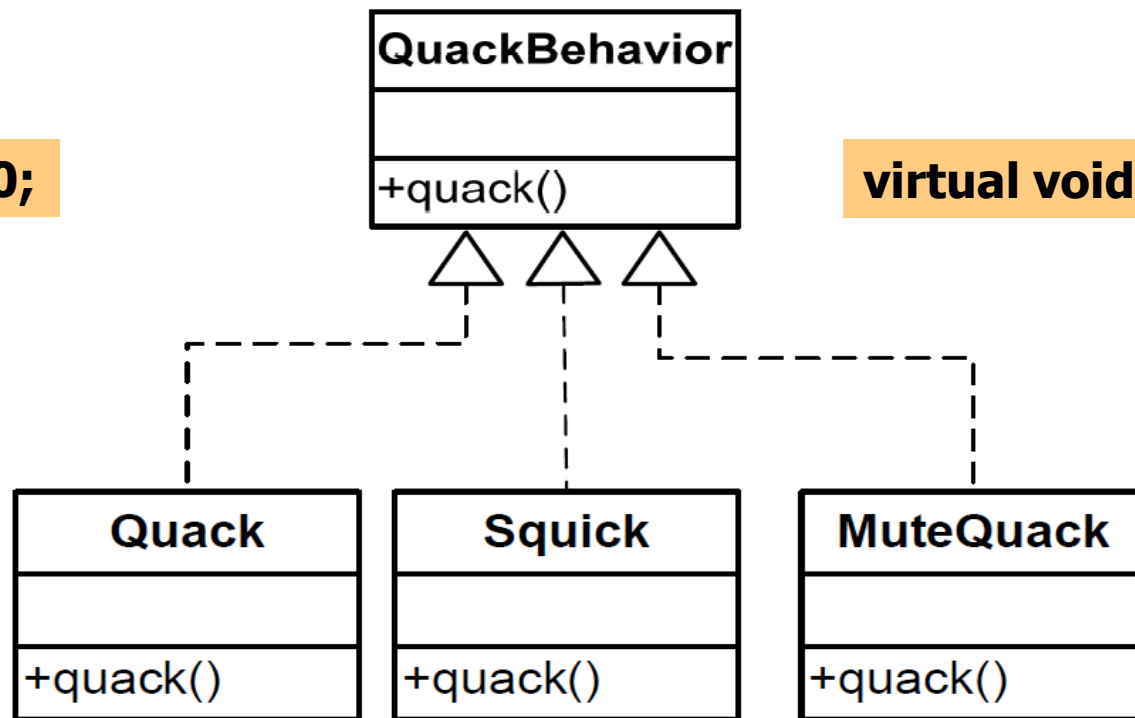 QuackBehavior
0;
virtual void
+quack()
Quack
Squick
MuteQuack
+quack()
+quack()
+quack()